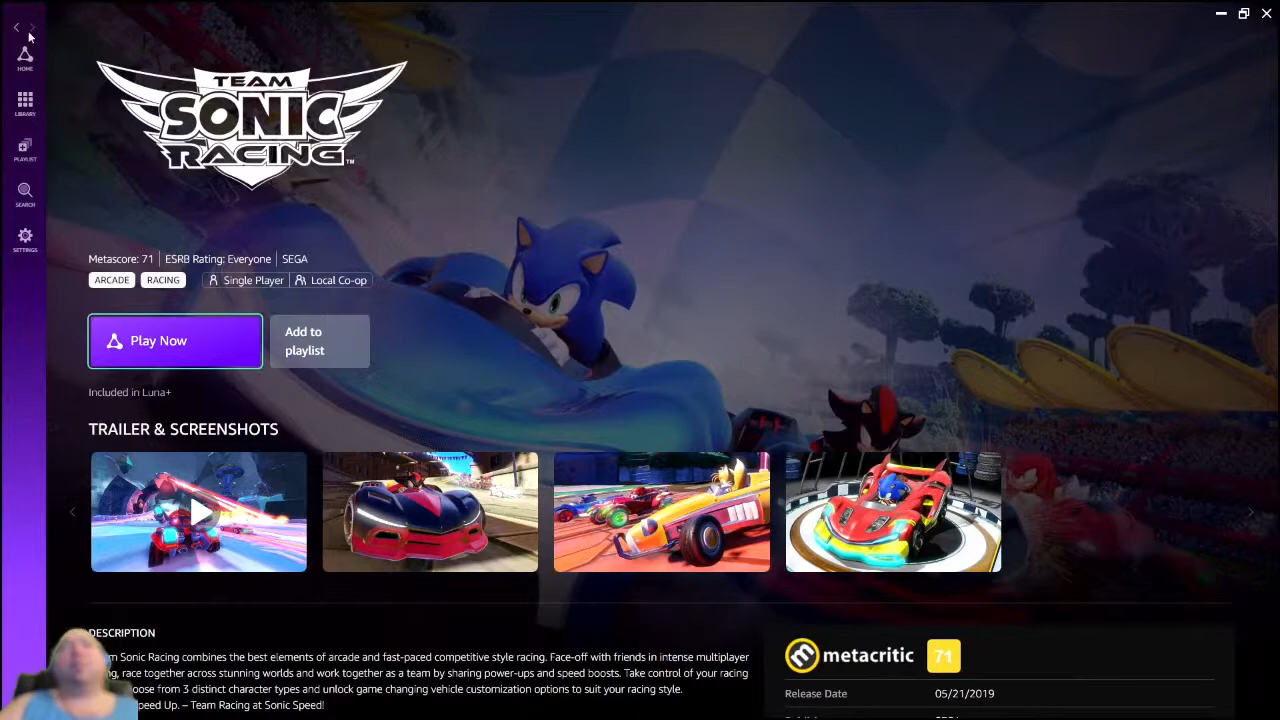 HOME
LIBRARY
PLAYLIST
SEARCH
SETTINGS
TEAM
SONIC
RACING™
Metascore: 71 | ESRB Rating: Everyone | SEGA
ARCADE RACING Single Player Local Co-op
Play Now
Add to
playlist
Included in Luna+
TRAILER & SCREENSHOTS
DESCRIPTION
m Sonic Racing combines the best elements of arcade and fast-paced competitive style racing. Face-off with friends in intense multiplayer
race together across stunning worlds and work together as a team by sharing power-ups and speed boosts. Take control of your racing
oose from 3 distinct character types and unlock game changing vehicle customization options to suit your racing style.
peed Up. – Team Racing at Sonic Speed!
metacritic 71
Release Date 05/21/2019